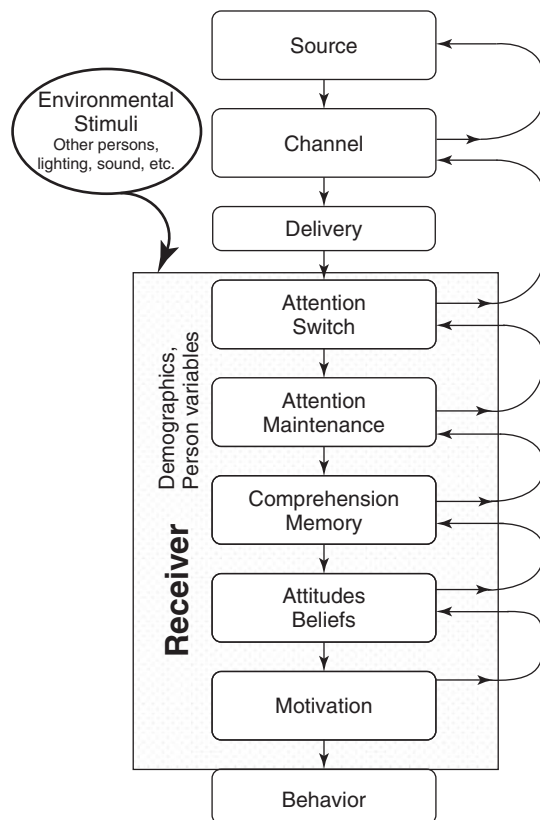 Source
Environmental
Stimuli
Other persons,
lighting, sound, etc.
Channel
Delivery
Attention
Switch
Demographics,
Person variables
Receiver
Attention
Maintenance
Comprehension
Memory
Attitudes
Beliefs
Motivation
Behavior